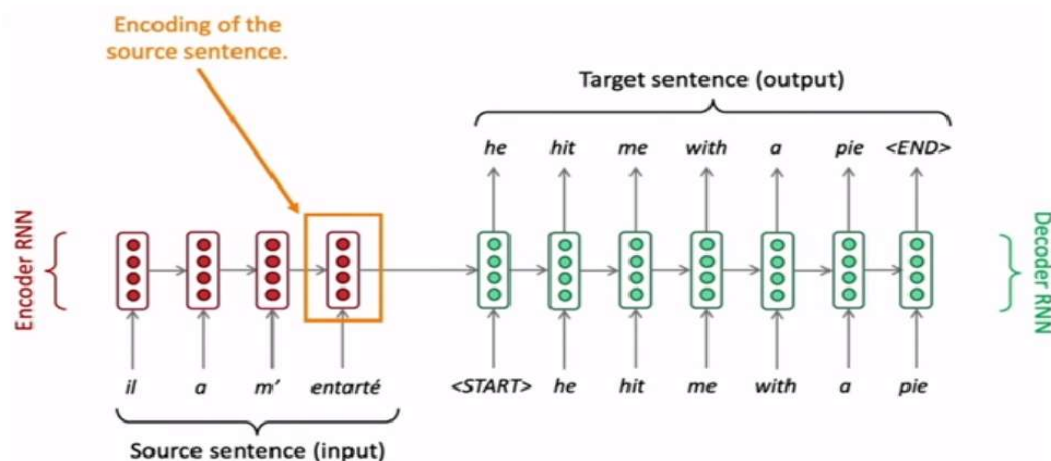 Encoding of the
source sentence.
Target sentence (output)
he hit me with a pie <END>
Encoder RNN
Decoder RNN
il a m' entarté <START> he hit me with a pie
Source sentence (input)